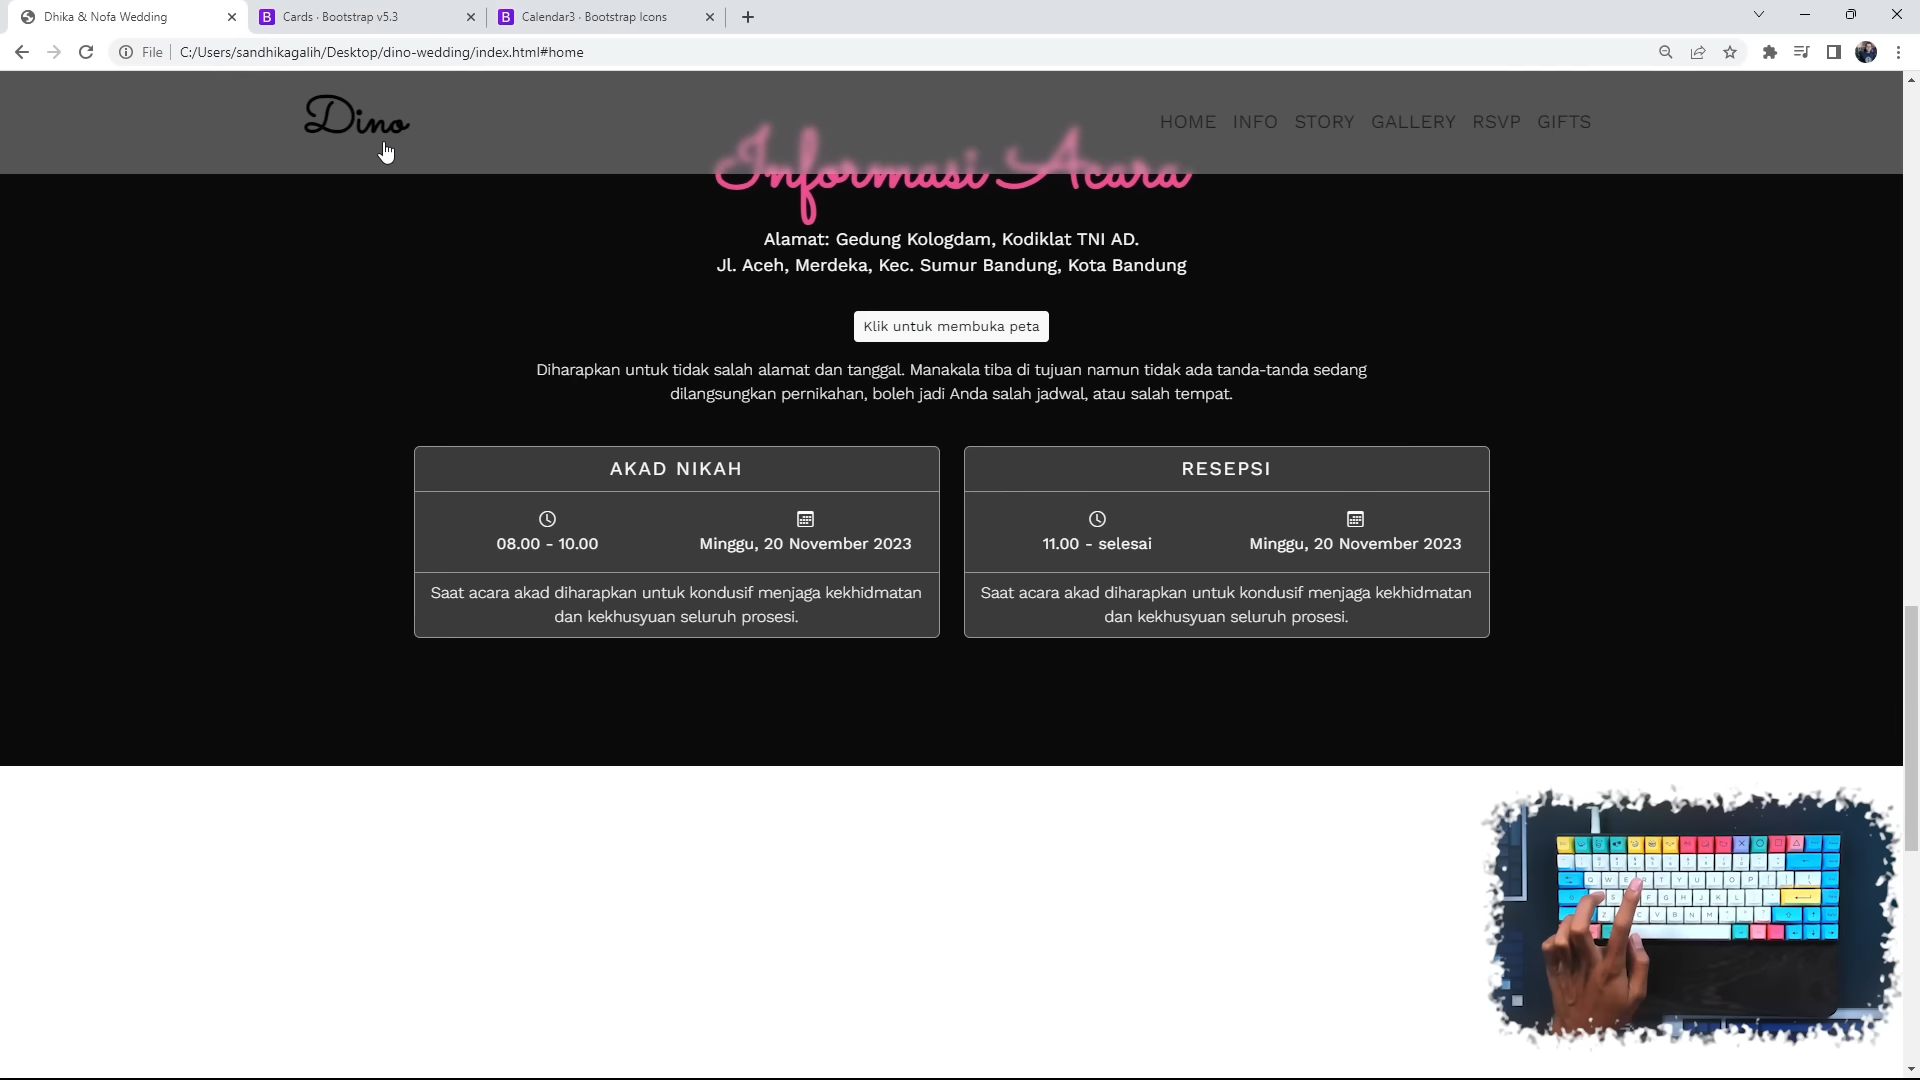 Dhika & Nofa Wedding
Cards · Bootstrap v5.3
Calendar3 · Bootstrap Icons
File
C:/Users/sandhikagalih/Desktop/dino-wedding/index.html#home
Dino
HOME INFO STORY GALLERY RSVP GIFTS
Informasi Acara
Alamat: Gedung Kologdam, Kodiklat TNI AD.
Jl. Aceh, Merdeka, Kec. Sumur Bandung, Kota Bandung
Klik untuk membuka peta
Diharapkan untuk tidak salah alamat dan tanggal. Manakala tiba di tujuan namun tidak ada tanda-tanda sedang
dilangsungkan pernikahan, boleh jadi Anda salah jadwal, atau salah tempat.
AKAD NIKAH
08.00 - 10.00
Minggu, 20 November 2023
Saat acara akad diharapkan untuk kondusif menjaga kekhidmatan
dan kekhusyuan seluruh prosesi.
RESEPSI
11.00 - selesai
Minggu, 20 November 2023
Saat acara akad diharapkan untuk kondusif menjaga kekhidmatan
dan kekhusyuan seluruh prosesi.